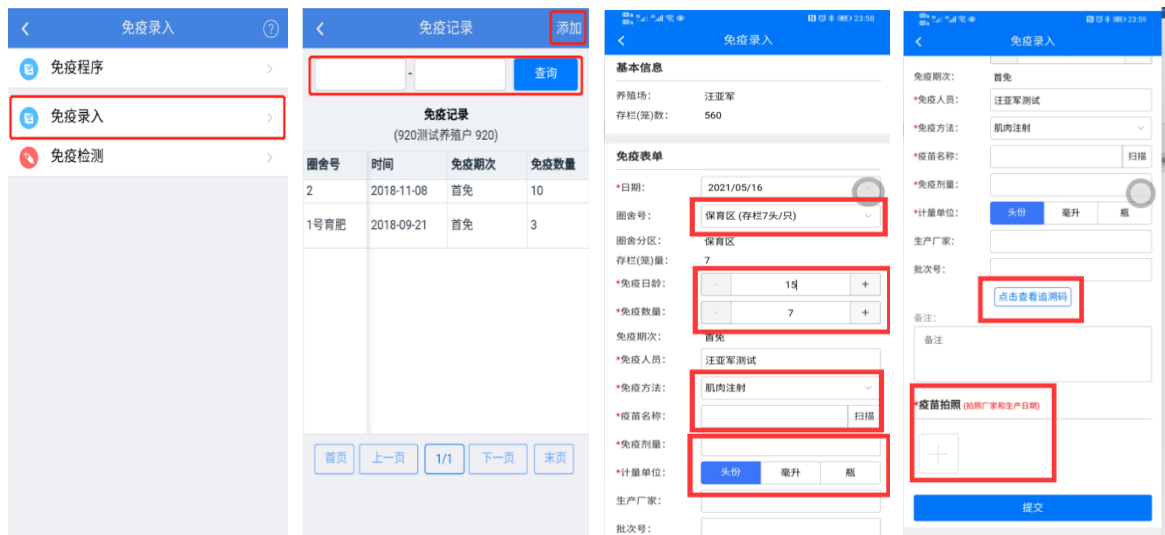 免疫录入
?
免疫程序
免疫录入
免疫检测
免疫记录
添加
-
查询
免疫记录
(920测试养殖户 920)
圈舍号 时间 免疫期次 免疫数量
2 2018-11-08 首免 10
1号育肥 2018-09-21 首免 3
首页 上一页 1/1 下一页 末页
23:58
免疫录入
基本信息
养殖场: 汪亚军
存栏(笼)数: 560
免疫表单
*日期: 2021/05/16
圈舍号: 保育区 (存栏7头/只)
圈舍分区: 保育区
存栏(笼)量: 7
*免疫日龄: - 15 +
*免疫数量: - 7 +
免疫期次: 首免
*免疫人员: 汪亚军测试
*免疫方法: 肌肉注射
*疫苗名称: 扫描
*免疫剂量:
*计量单位: 头份 毫升 瓶
生产厂家:
批次号:
23:59
免疫录入
免疫期次: 首免
*免疫人员: 汪亚军测试
*免疫方法: 肌肉注射
*疫苗名称: 扫描
*免疫剂量:
*计量单位: 头份 毫升 瓶
生产厂家:
批次号:
点击查看追溯码
备注:
备注
*疫苗拍照 (拍照厂家和生产日期)
提交